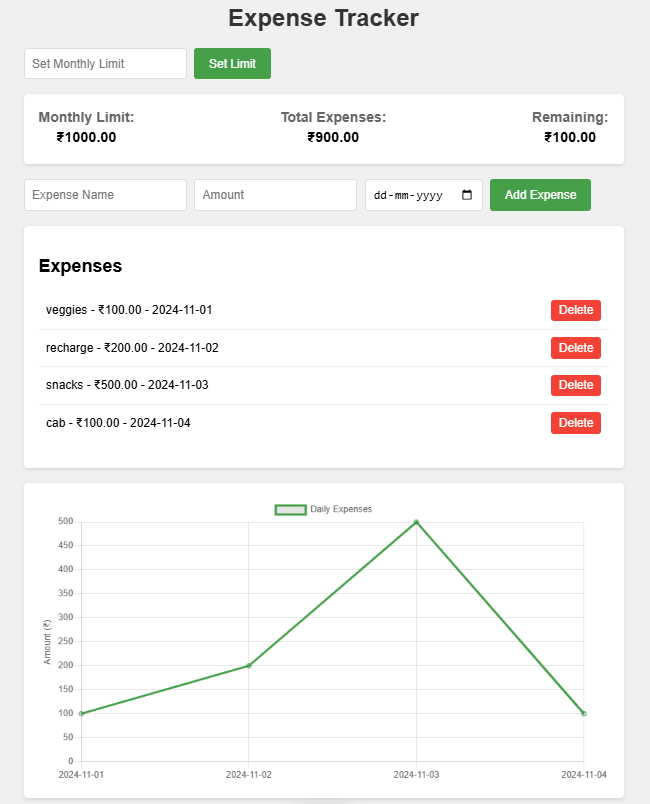 Expense Tracker
Set Monthly Limit Set Limit
Monthly Limit: Total Expenses: Remaining:
₹1000.00 ₹900.00 ₹100.00
Expense Name Amount dd-mm-yyyy Add Expense
Expenses
veggies - ₹100.00 - 2024-11-01 Delete
recharge - ₹200.00 - 2024-11-02 Delete
snacks - ₹500.00 - 2024-11-03 Delete
cab - ₹100.00 - 2024-11-04 Delete
Daily Expenses
500
450
400
350
300
250
200
150
100
50
0
Amount (₹)
2024-11-01 2024-11-02 2024-11-03 2024-11-04